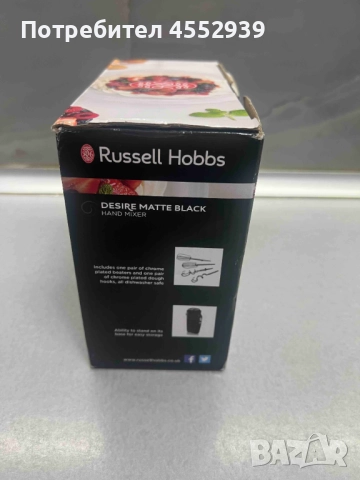 Потребител 4552939
Russell Hobbs
DESIRE MATTE BLACK
HAND MIXER
Includes one pair of chrome
plated beaters and one pair
of chrome plated dough
hooks, all dishwasher safe
Ability to stand on its
base for easy storage
www.russellhobbs.co.uk
BAZAR